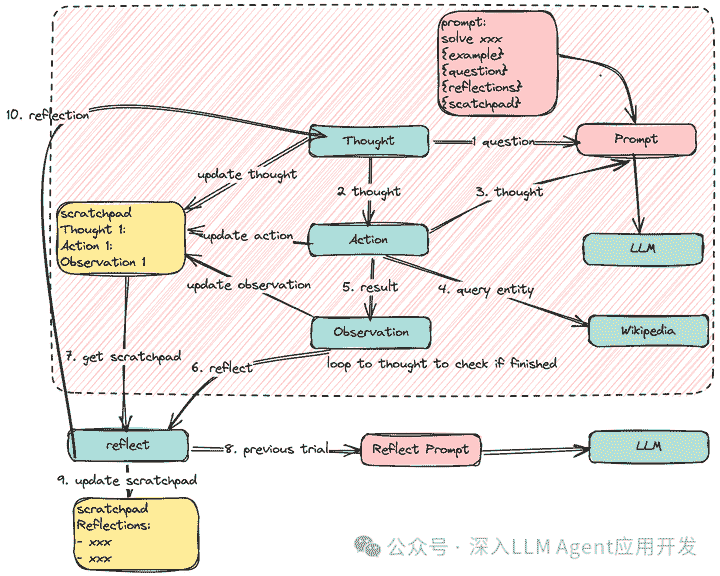 prompt:
solve xxx
{example}
{question}
{reflections}
{scatchpad}
10. reflection
Thought
1 question
Prompt
update thought
2 thought
3. thought
scratchpad
Thought 1:
Action 1:
Observation 1
update action
Action
LLM
update observation
5. result
4. query entity
Observation
Wikipedia
7. get scratchpad
6. reflect
loop to thought to check if finished
reflect
8. previous trial
Reflect Prompt
LLM
9. update scratchpad
scratchpad
Reflections:
- xxx
- xxx
公众号 · 深入LLM Agent应用开发